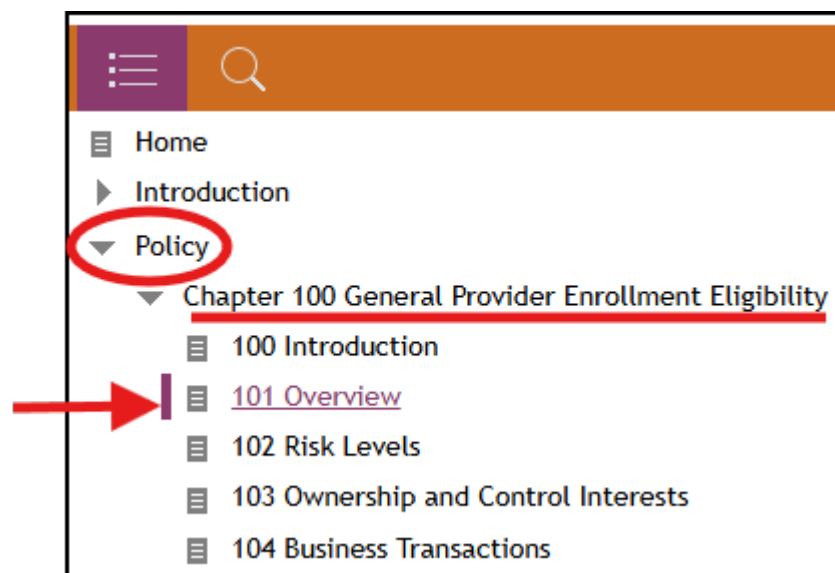 Home
Introduction
Policy
Chapter 100 General Provider Enrollment Eligibility
100 Introduction
101 Overview
102 Risk Levels
103 Ownership and Control Interests
104 Business Transactions